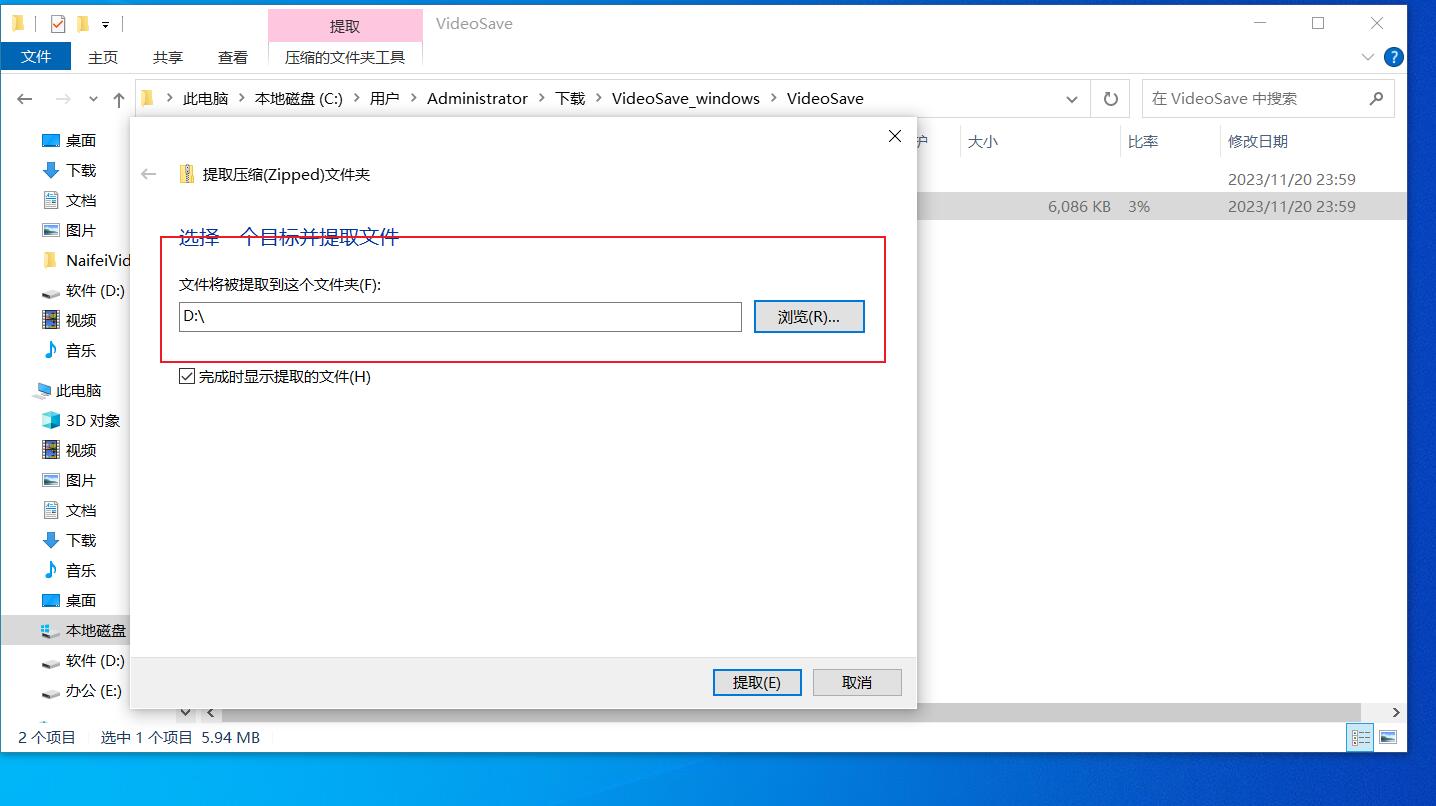 提取
VideoSave
文件
主页
共享
查看
压缩的文件夹工具
此电脑
本地磁盘 (C:)
用户
Administrator
下载
VideoSave_windows
VideoSave
在 VideoSave 中搜索
桌面
下载
文档
图片
NaifeiVid
软件 (D:)
视频
音乐
此电脑
3D 对象
视频
图片
文档
下载
音乐
桌面
本地磁盘
软件 (D:)
办公 (E:)
大小
比率
修改日期
2023/11/20 23:59
6,086 KB
3%
2023/11/20 23:59
提取压缩(Zipped)文件夹
选择一个目标并提取文件
文件将被提取到这个文件夹(F):
D:\
浏览(R)...
完成时显示提取的文件(H)
提取(E)
取消
2 个项目
选中 1 个项目 5.94 MB